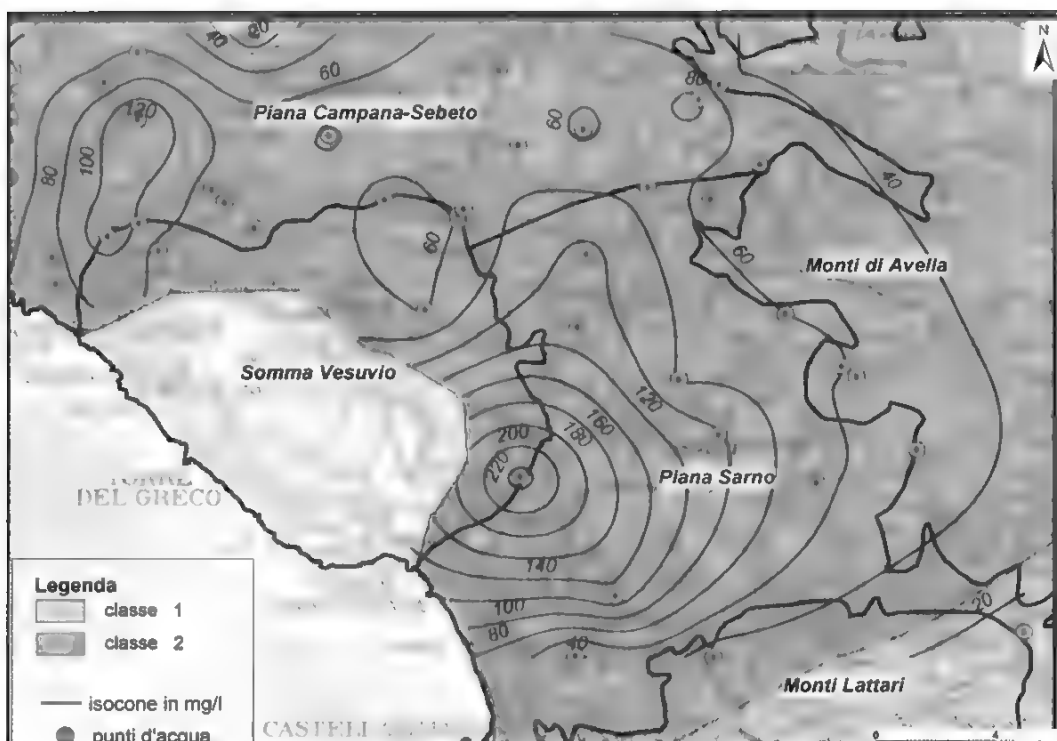 N
80
40
60
80
Piana Campana-Sebeto
120
60
100
80
40
60
60
Monti di Avella
Somma Vesuvio
120
160
200
180
220
Piana Sarno
DEL GRECO
140
Legenda
classe 1
100
classe 2
80
40
20
isocone in mg/l
Monti Lattari
punti d'acqua
0 4